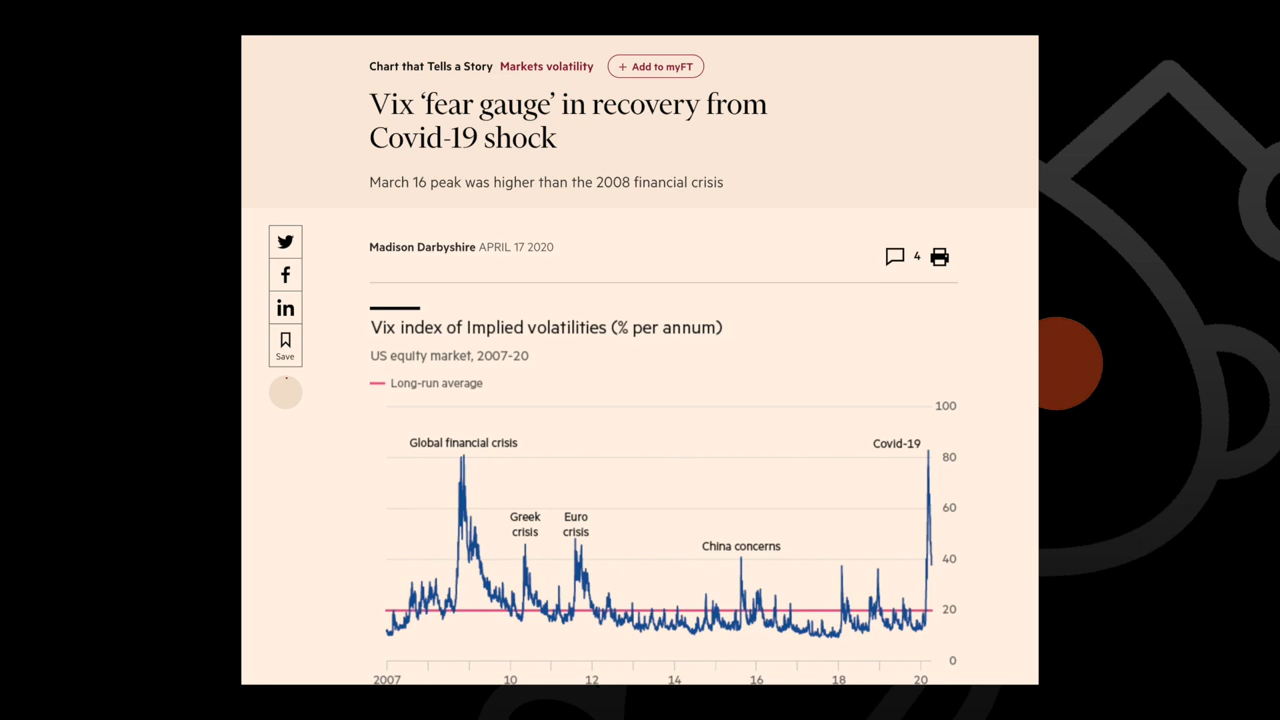 Chart that Tells a Story Markets volatility + Add to myFT
Vix ‘fear gauge’ in recovery from
Covid-19 shock
March 16 peak was higher than the 2008 financial crisis
Madison Darbyshire APRIL 17 2020
4
in
Save
Vix index of Implied volatilities (% per annum)
US equity market, 2007-20
Long-run average
100
Global financial crisis
Covid-19
80
Greek
crisis
Euro
crisis
60
China concerns
40
20
0
2007 10 12 14 16 18 20